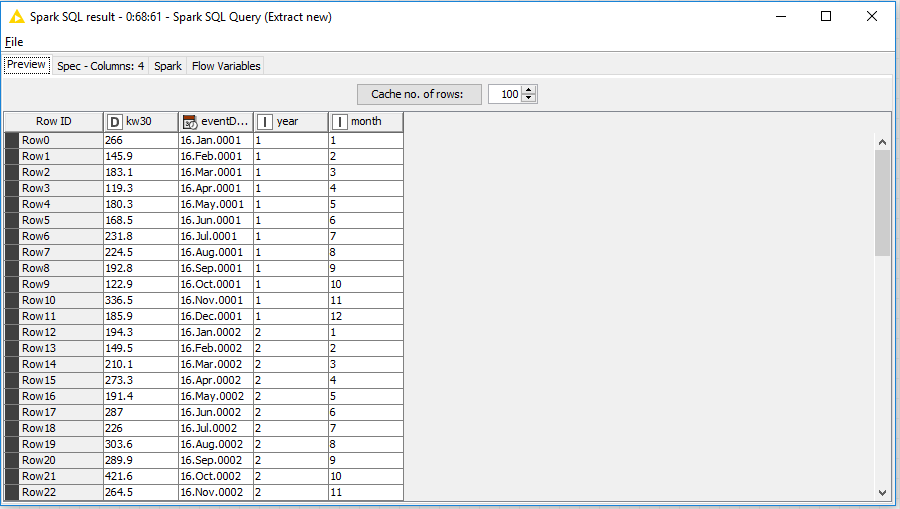 Spark SQL result - 0:68:61 - Spark SQL Query (Extract new)
File
Preview Spec - Columns: 4 Spark Flow Variables
Cache no. of rows: 100
Row ID D kw30 eventD... I year I month
Row0 266 16.Jan.0001 1 1
Row1 145.9 16.Feb.0001 1 2
Row2 183.1 16.Mar.0001 1 3
Row3 119.3 16.Apr.0001 1 4
Row4 180.3 16.May.0001 1 5
Row5 168.5 16.Jun.0001 1 6
Row6 231.8 16.Jul.0001 1 7
Row7 224.5 16.Aug.0001 1 8
Row8 192.8 16.Sep.0001 1 9
Row9 122.9 16.Oct.0001 1 10
Row10 336.5 16.Nov.0001 1 11
Row11 185.9 16.Dec.0001 1 12
Row12 194.3 16.Jan.0002 2 1
Row13 149.5 16.Feb.0002 2 2
Row14 210.1 16.Mar.0002 2 3
Row15 273.3 16.Apr.0002 2 4
Row16 191.4 16.May.0002 2 5
Row17 287 16.Jun.0002 2 6
Row18 226 16.Jul.0002 2 7
Row19 303.6 16.Aug.0002 2 8
Row20 289.9 16.Sep.0002 2 9
Row21 421.6 16.Oct.0002 2 10
Row22 264.5 16.Nov.0002 2 11